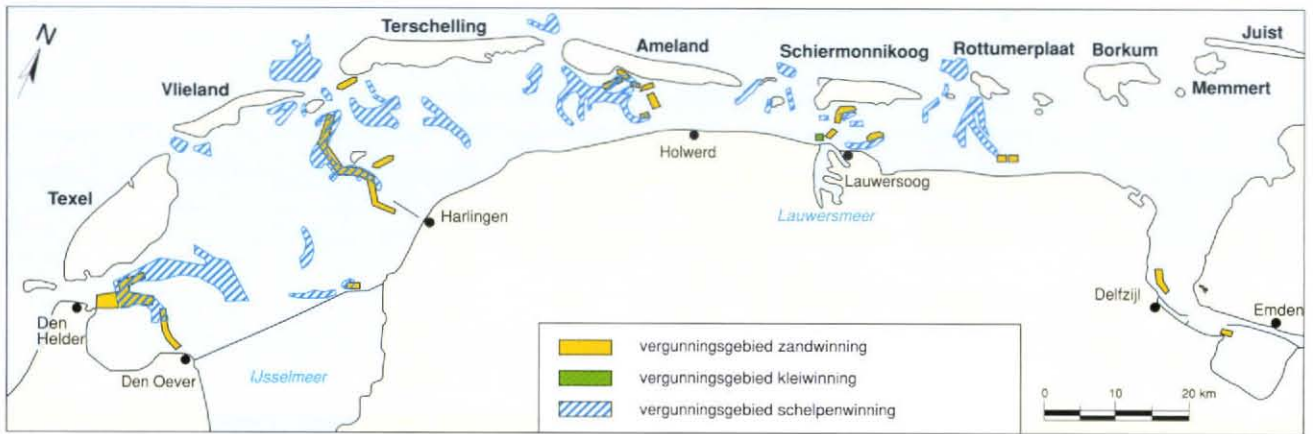 N
Terschelling
Ameland
Schiermonnikoog
Rottumerplaat
Borkum
Juist
Memmert
Vlieland
Texel
Holwerd
Lauwersoog
Lauwersmeer
Harlingen
Den
Helder
Den Oever
IJsselmeer
Delfzijl
Emden
vergunningsgebied zandwinning
vergunningsgebied kleiwinning
vergunningsgebied schelpenwinning
0 10 20 km